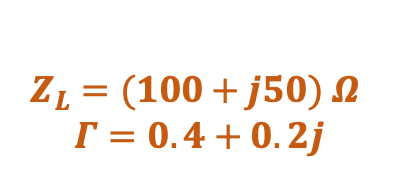 Z_L = (100 + j50) Ω
Γ = 0.4 + 0.2j